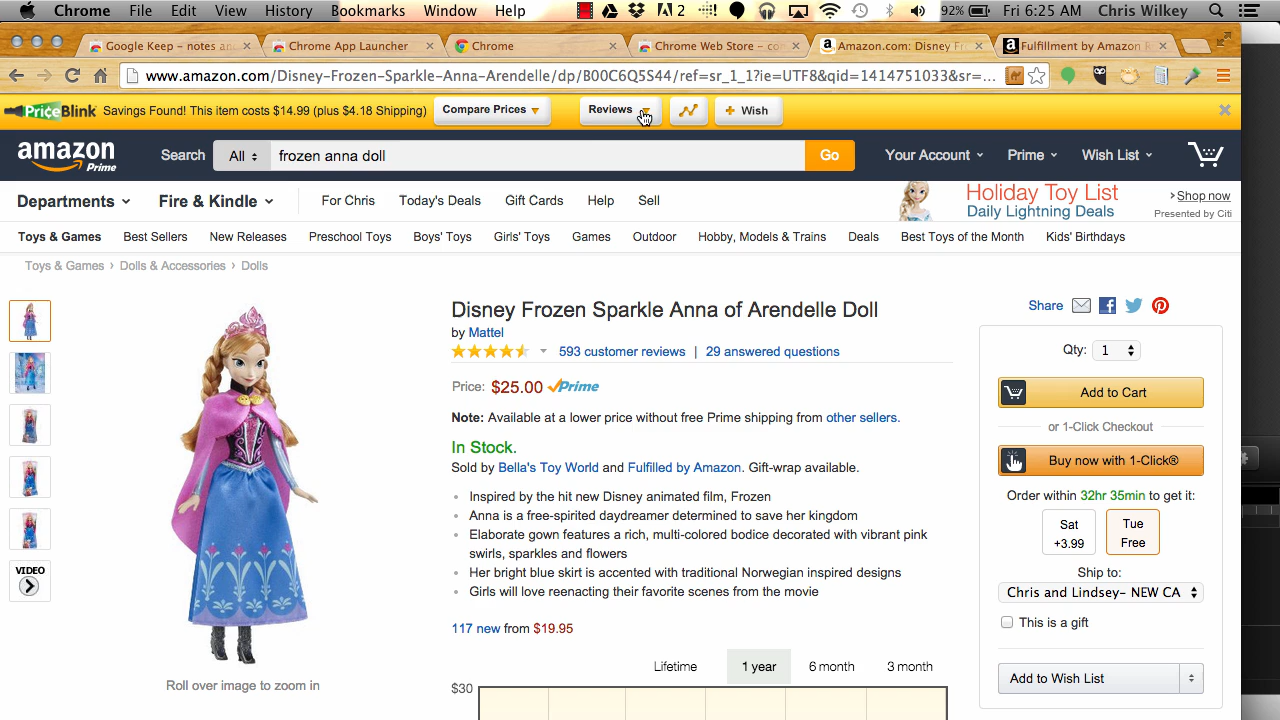 Chrome File Edit View History Bookmarks Window Help 2 92% Fri 6:25 AM Chris Wilkey
Google Keep – notes an Chrome App Launcher Chrome Chrome Web Store – co Amazon.com: Disney F Fulfillment by Amazon R
www.amazon.com/Disney-Frozen-Sparkle-Anna-Arendelle/dp/B00C6Q5S44/ref=sr_1_1?ie=UTF8&qid=1414751033&sr=...
PriceBlink Savings Found! This item costs $14.99 (plus $4.18 Shipping) Compare Prices Reviews + Wish
amazon Prime Search All frozen anna doll Go Your Account Prime Wish List
Departments Fire & Kindle For Chris Today's Deals Gift Cards Help Sell
Holiday Toy List
Daily Lightning Deals
Shop now
Presented by Citi
Toys & Games Best Sellers New Releases Preschool Toys Boys' Toy Girls' Toys Games Outdoor Hobby, Models & Trains Deals Best Toys of the Month Kids' Birthdays
Toys & Games › Dolls & Accessories › Dolls
VIDEO
Roll over image to zoom in
Disney Frozen Sparkle Anna of Arendelle Doll
by Mattel
593 customer reviews | 29 answered questions
Price: $25.00 Prime
Note: Available at a lower price without free Prime shipping from other sellers.
In Stock.
Sold by Bella's Toy World and Fulfilled by Amazon. Gift-wrap available.
• Inspired by the hit new Disney animated film, Frozen
• Anna is a free-spirited daydreamer determined to save her kingdom
• Elaborate gown features a rich, multi-colored bodice decorated with vibrant pink
swirls, sparkles and flowers
• Her bright blue skirt is accented with traditional Norwegian inspired designs
• Girls will love reenacting their favorite scenes from the movie
117 new from $19.95
Lifetime 1 year 6 month 3 month
$30
Share
Qty: 1
Add to Cart
or 1-Click Checkout
Buy now with 1-Click®
Order within 32hr 35min to get it:
Sat
+3.99
Tue
Free
Ship to:
Chris and Lindsey- NEW CA
This is a gift
Add to Wish List